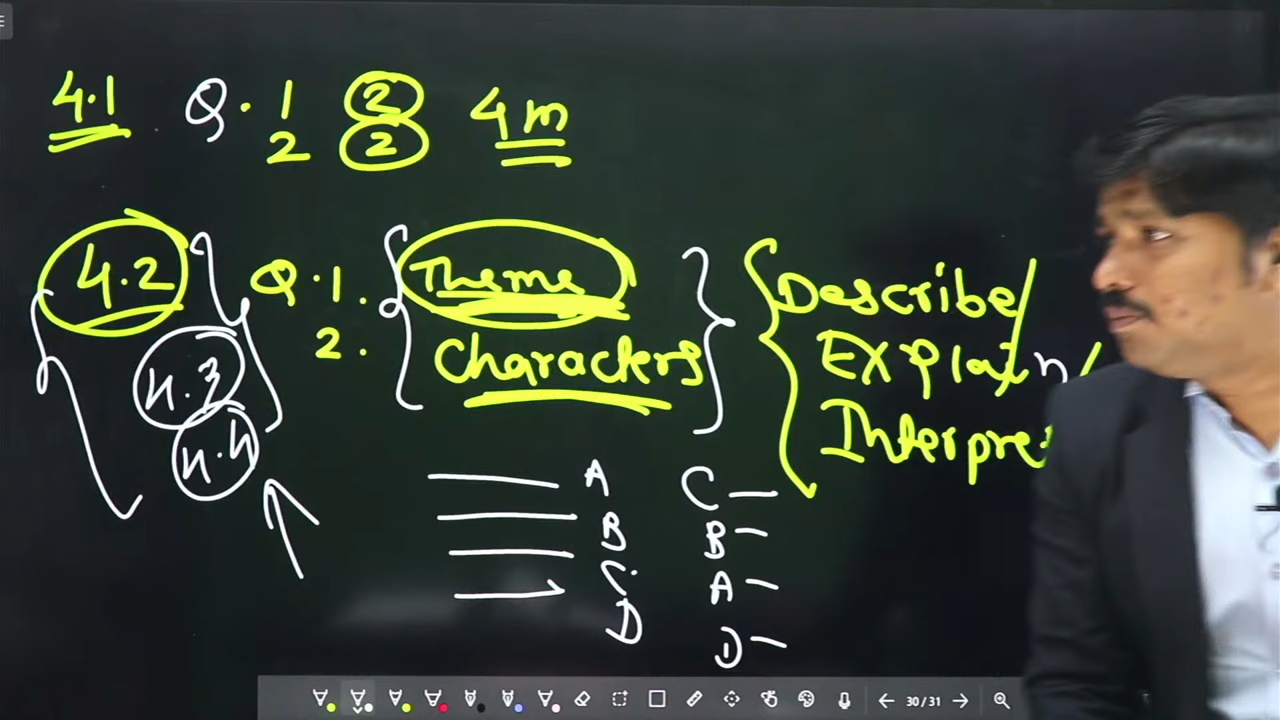 4.1 Q. 1 2 4m
2 2
4.2 Q.1. Theme Describe/
2. Characters Explain/
4.3 Interpre
4.4
A C
B B
C A
D D
30/31